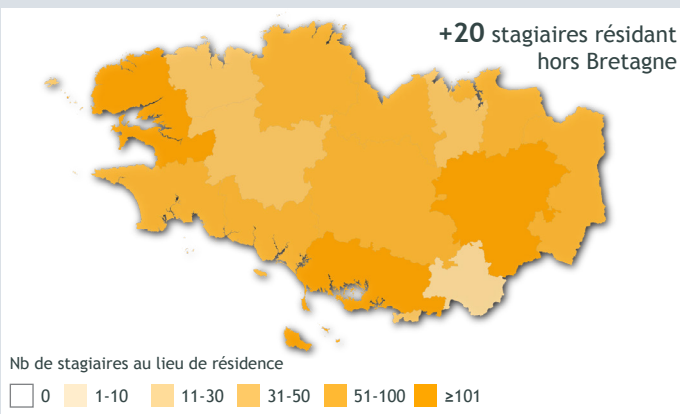 +20 stagiaires résidant
hors Bretagne
Nb de stagiaires au lieu de résidence
0 1-10 11-30 31-50 51-100 ≥101